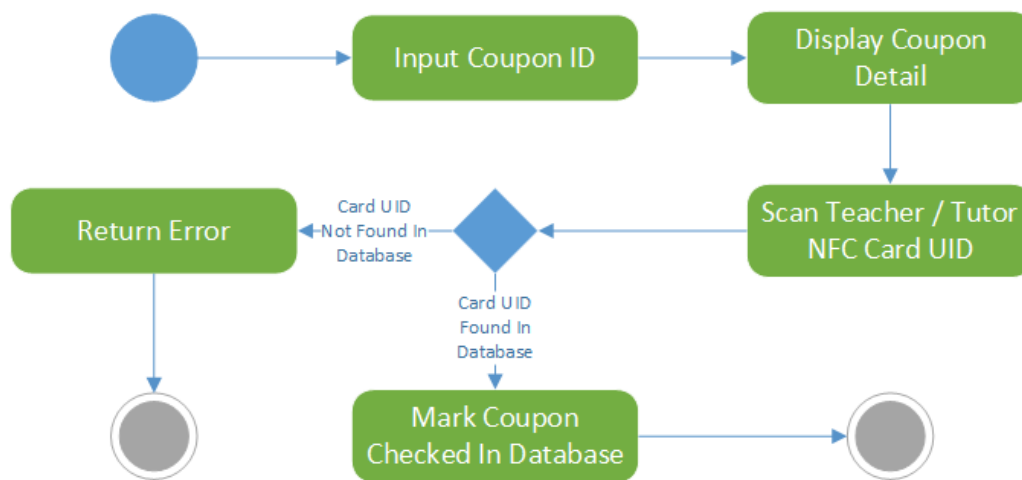 Input Coupon ID
Display Coupon
Detail
Scan Teacher / Tutor
NFC Card UID
Card UID
Not Found In
Database
Return Error
Card UID
Found In
Database
Mark Coupon
Checked In Database